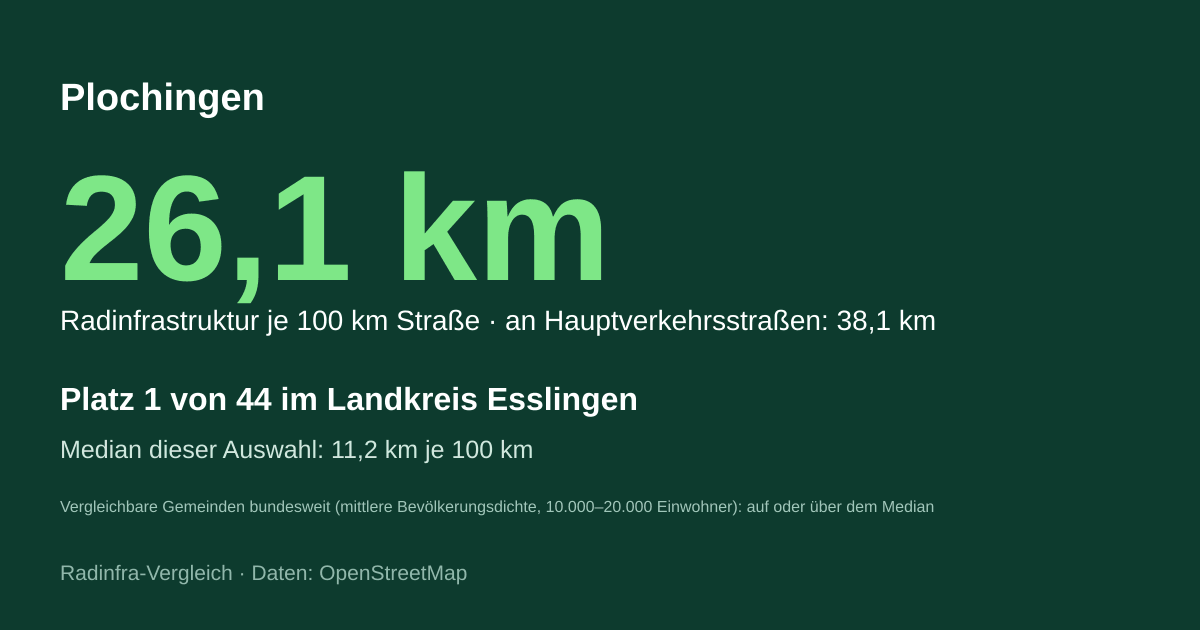 Plochingen
26,1 km
Radinfrastruktur je 100 km Straße · an Hauptverkehrsstraßen: 38,1 km
Platz 1 von 44 im Landkreis Esslingen
Median dieser Auswahl: 11,2 km je 100 km
Vergleichbare Gemeinden bundesweit (mittlere Bevölkerungsdichte, 10.000–20.000 Einwohner): auf oder über dem Median
Radinfra-Vergleich · Daten: OpenStreetMap